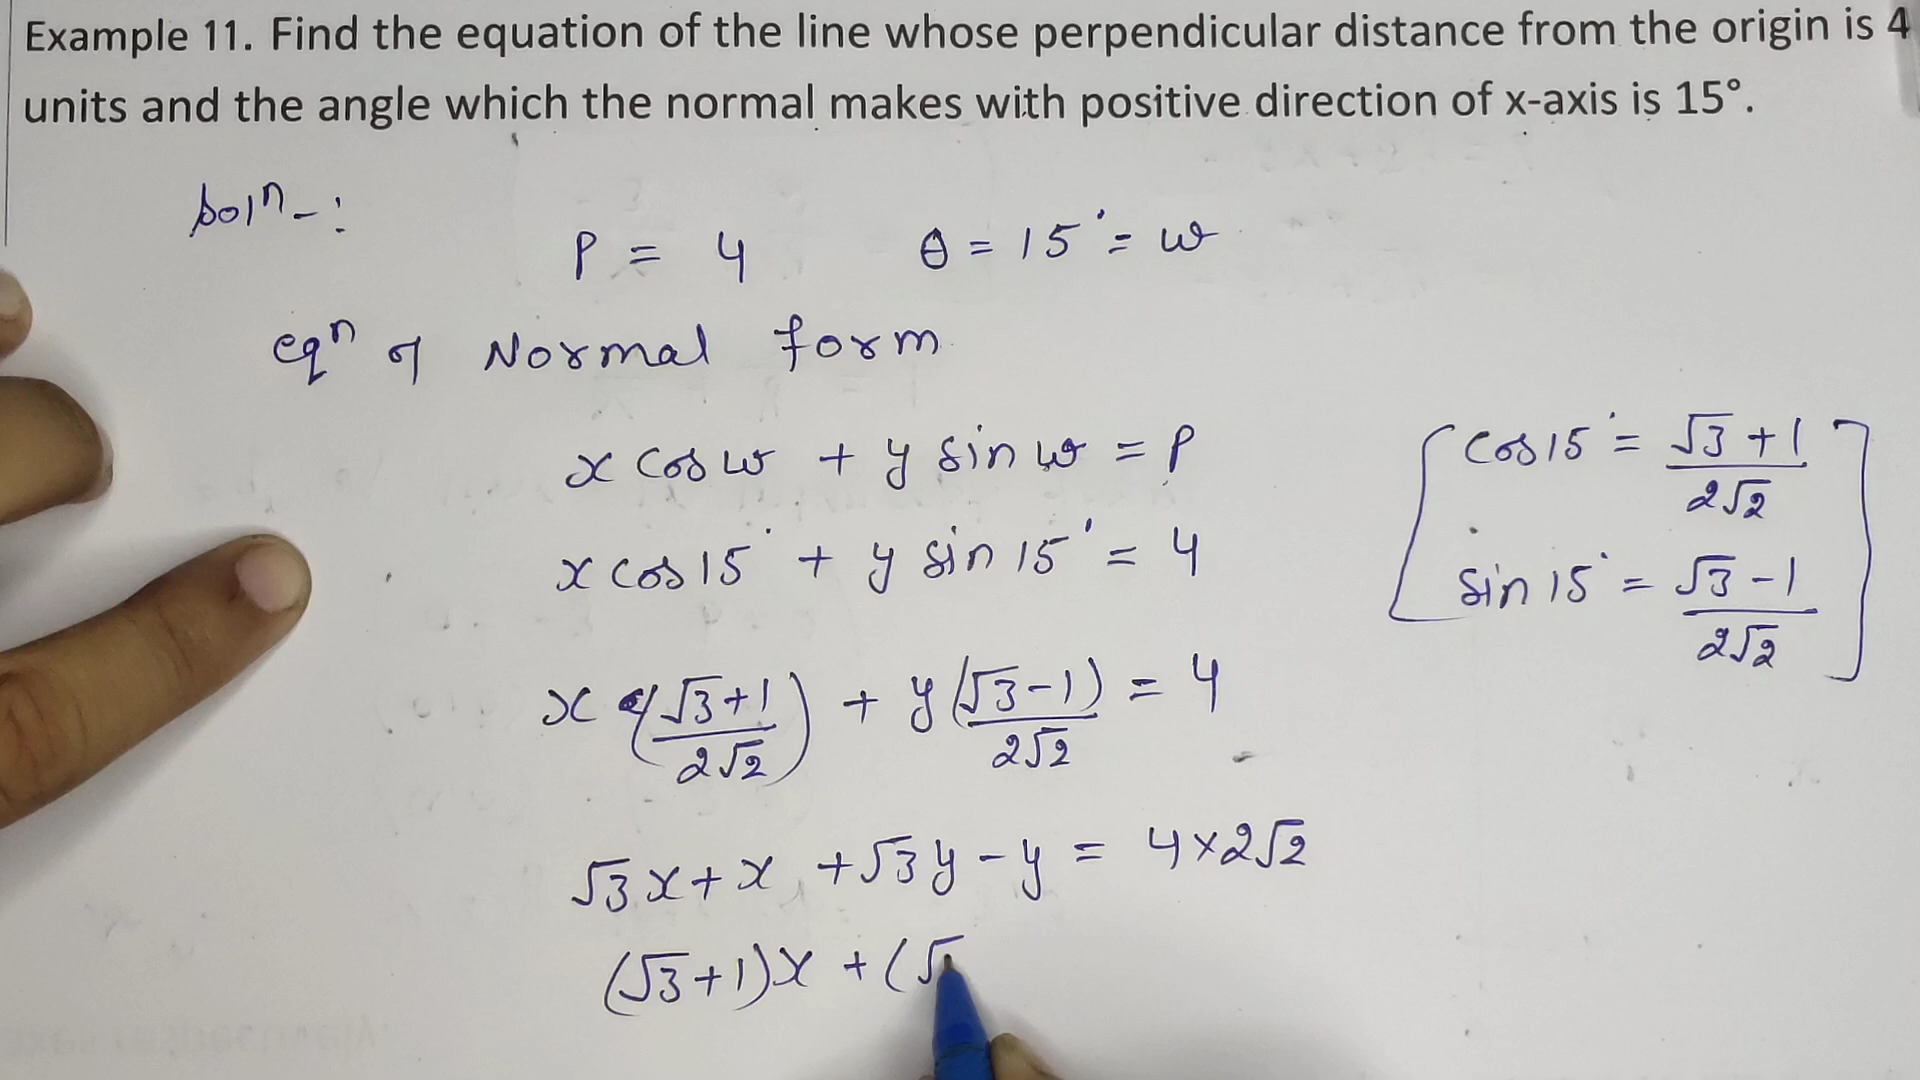 Example 11. Find the equation of the line whose perpendicular distance from the origin is 4
units and the angle which the normal makes with positive direction of x-axis is 15°.
Solⁿ-:
P = 4 θ = 15° = w
eqⁿ of Normal form
x cos w + y sin w = P
x cos 15° + y sin 15° = 4
[cos 15° = (√3 + 1)/(2√2)
sin 15° = (√3 - 1)/(2√2)]
x ((√3+1)/(2√2)) + y (√3-1)/(2√2) = 4
√3x + x + √3y - y = 4×2√2
(√3+1)x + (√